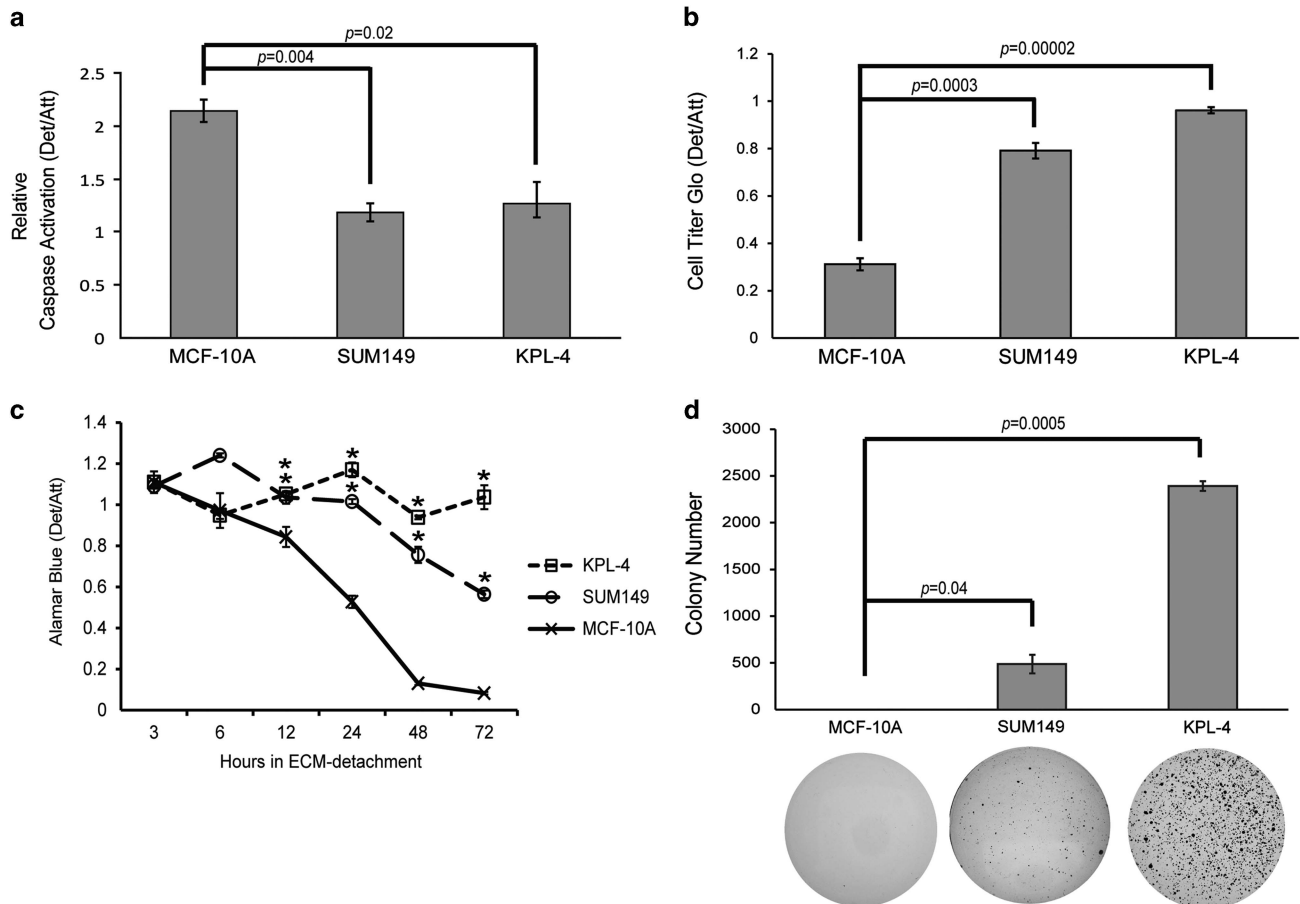 a
p=0.02
p=0.004
Relative
Caspase Activation (Det/Att)
2.5
2
1.5
1
0.5
0
MCF-10A
SUM149
KPL-4
b
p=0.00002
p=0.0003
Cell Titer Glo (Det/Att)
1.2
1
0.8
0.6
0.4
0.2
0
MCF-10A
SUM149
KPL-4
c
Alamar Blue (Det/Att)
1.4
1.2
1
0.8
0.6
0.4
0.2
0
* * * * * * * *
3 6 12 24 48 72
Hours in ECM-detachment
KPL-4
SUM149
MCF-10A
d
p=0.0005
p=0.04
Colony Number
3000
2500
2000
1500
1000
500
0
MCF-10A
SUM149
KPL-4